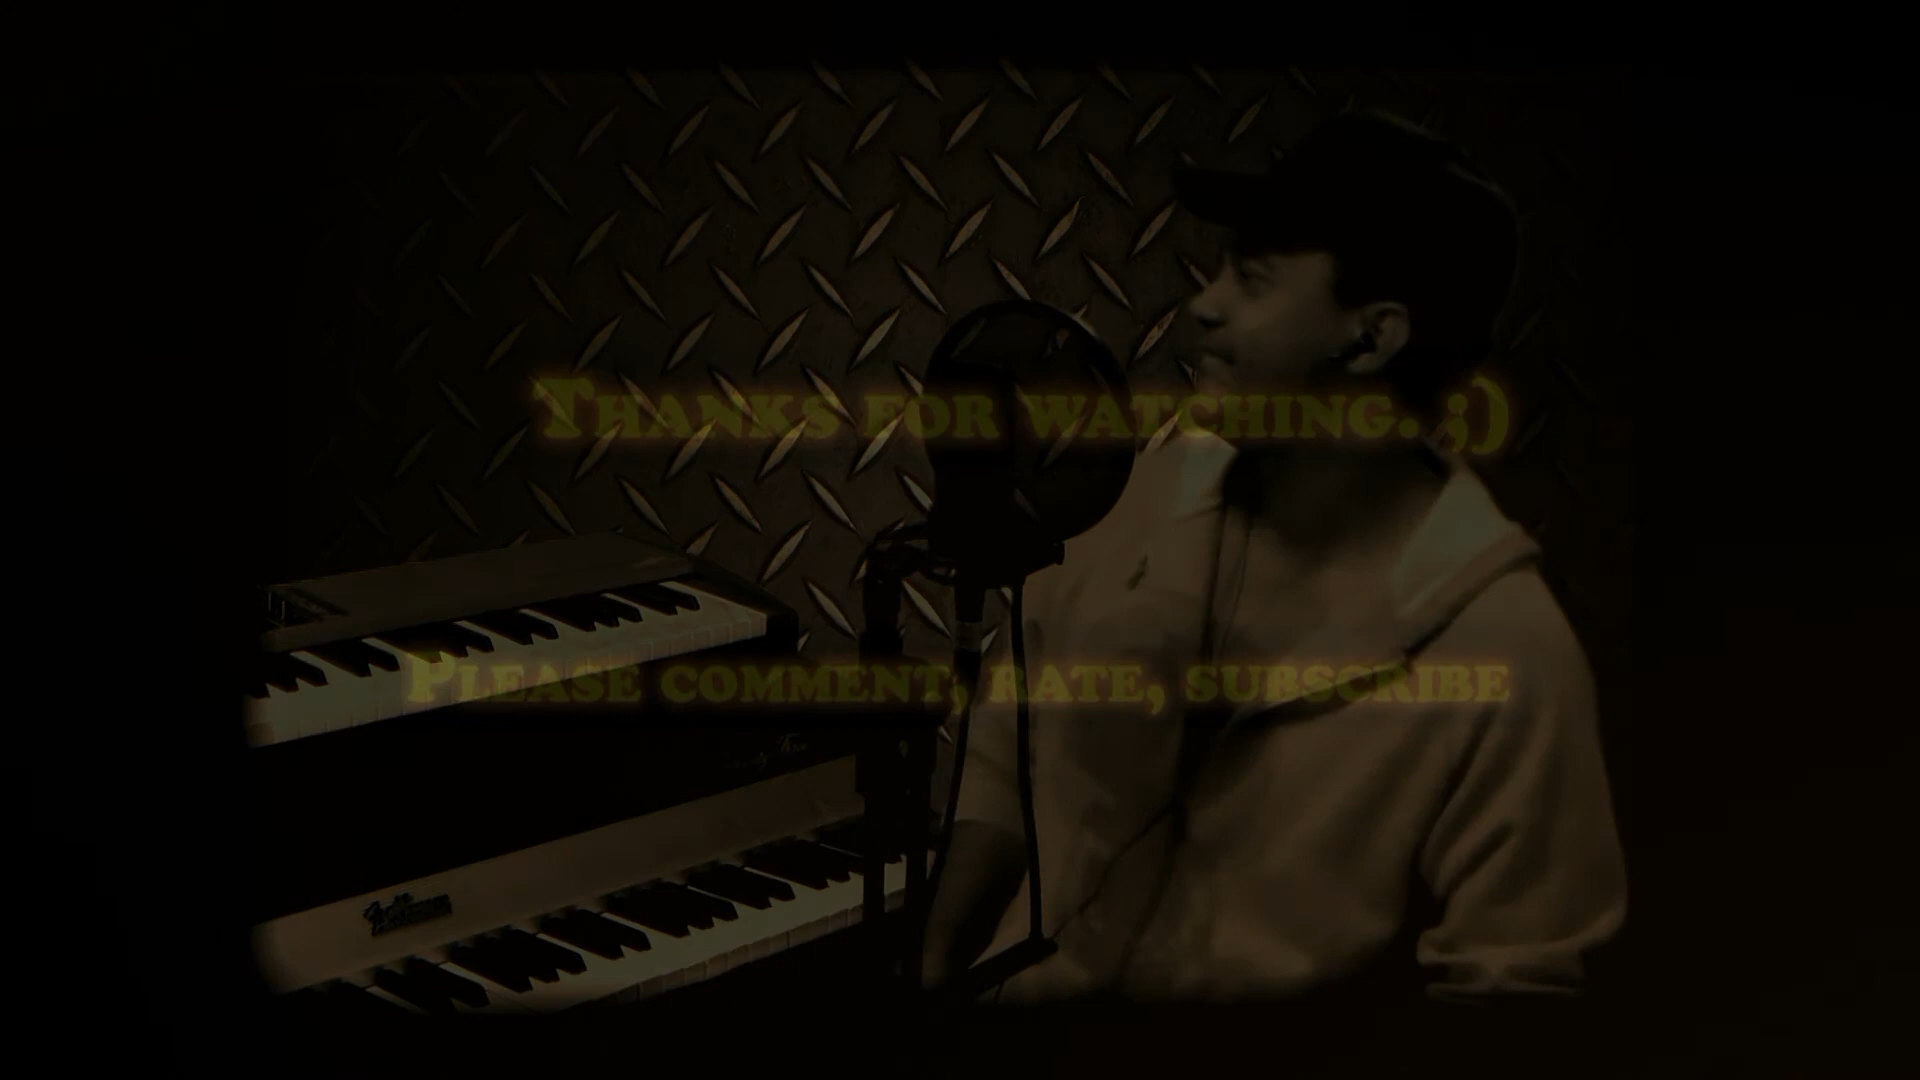 Thanks for watching. ;)
Please comment, rate, subscribe